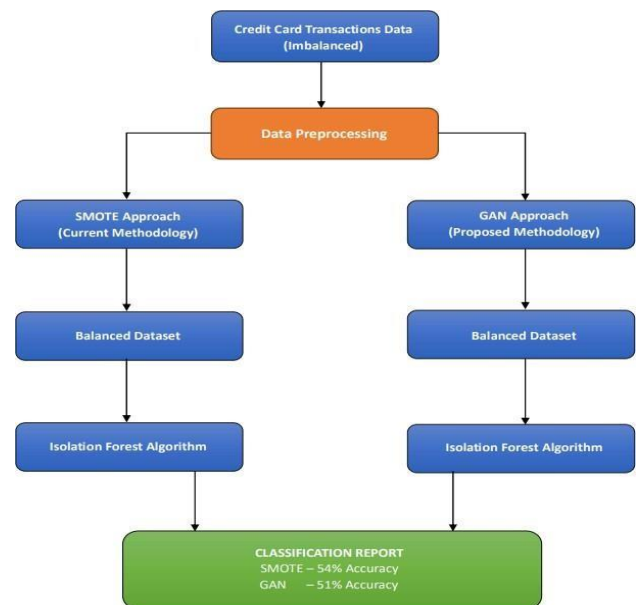 Credit Card Transactions Data
(Imbalanced)
Data Preprocessing
SMOTE Approach
(Current Methodology)
GAN Approach
(Proposed Methodology)
Balanced Dataset
Balanced Dataset
Isolation Forest Algorithm
Isolation Forest Algorithm
CLASSIFICATION REPORT
SMOTE – 54% Accuracy
GAN – 51% Accuracy